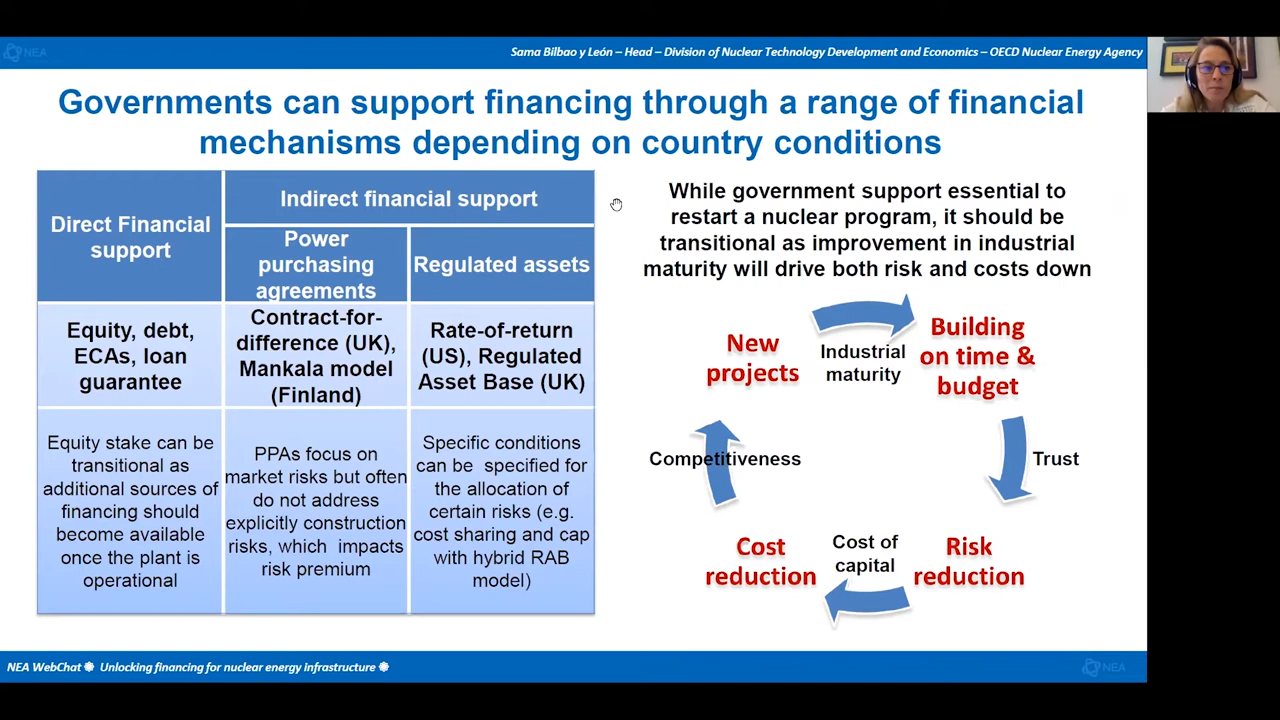 NEA
Sama Bilbao y León – Head – Division of Nuclear Technology Development and Economics – OECD Nuclear Energy Agency
Governments can support financing through a range of financial
mechanisms depending on country conditions
Direct Financial
support
Indirect financial support
Power
purchasing
agreements
Regulated assets
Equity, debt,
ECAs, loan
guarantee
Contract-for-
difference (UK),
Mankala model
(Finland)
Rate-of-return
(US), Regulated
Asset Base (UK)
Equity stake can be
transitional as
additional sources of
financing should
become available
once the plant is
operational
PPAs focus on
market risks but often
do not address
explicitly construction
risks, which impacts
risk premium
Specific conditions
can be specified for
the allocation of
certain risks (e.g.
cost sharing and cap
with hybrid RAB
model)
While government support essential to
restart a nuclear program, it should be
transitional as improvement in industrial
maturity will drive both risk and costs down
New
projects
Industrial
maturity
Building
on time &
budget
Trust
Risk
reduction
Cost of
capital
Cost
reduction
Competitiveness
NEA WebChat Unlocking financing for nuclear energy infrastructure
NEA